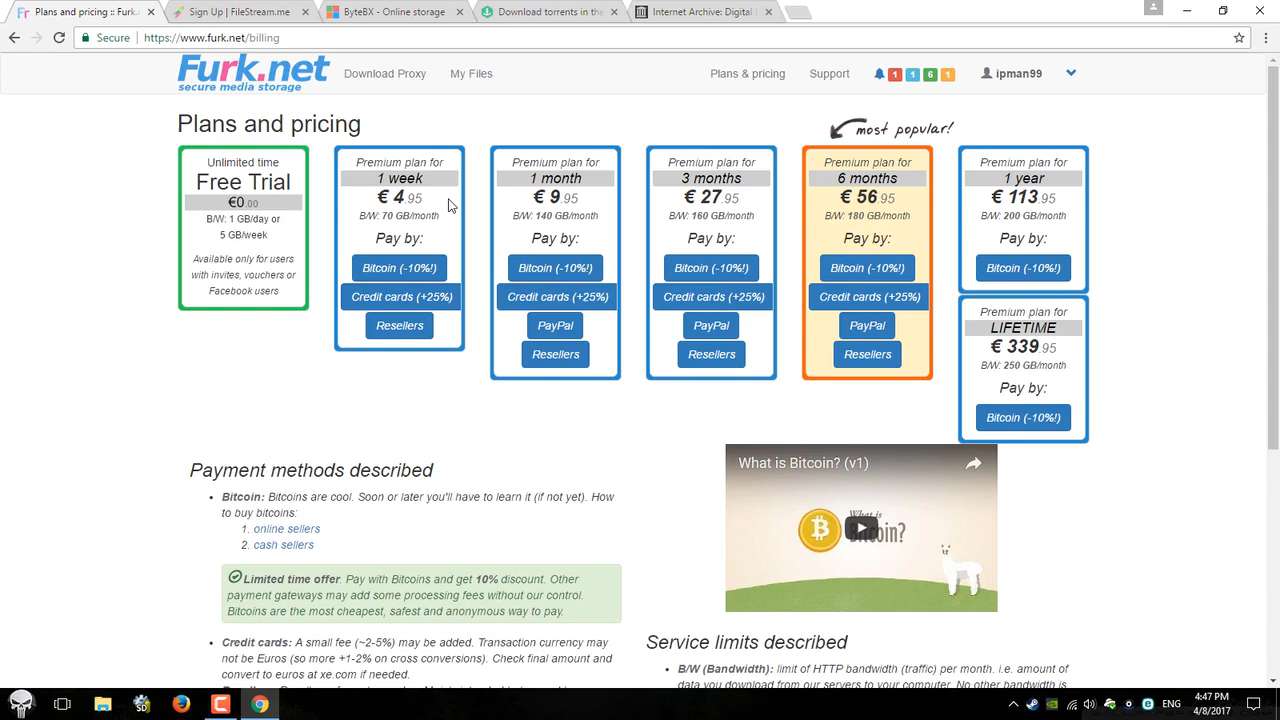 Plans and pricing :: Furk.
Sign Up | FileStream.me
ByteBX - Online storage
Download torrents in the
Internet Archive: Digital
Secure https://www.furk.net/billing
Furk.net
secure media storage
Download Proxy
My Files
Plans & pricing
Support
1 1 6 1
ipman99
Plans and pricing
most popular!
Unlimited time
Free Trial
€0.00
B/W: 1 GB/day or
5 GB/week
Available only for users
with invites, vouchers or
Facebook users
Premium plan for
1 week
€ 4.95
B/W: 70 GB/month
Pay by:
Bitcoin (-10%!)
Credit cards (+25%)
Resellers
Premium plan for
1 month
€ 9.95
B/W: 140 GB/month
Pay by:
Bitcoin (-10%!)
Credit cards (+25%)
PayPal
Resellers
Premium plan for
3 months
€ 27.95
B/W: 160 GB/month
Pay by:
Bitcoin (-10%!)
Credit cards (+25%)
PayPal
Resellers
Premium plan for
6 months
€ 56.95
B/W: 180 GB/month
Pay by:
Bitcoin (-10%!)
Credit cards (+25%)
PayPal
Resellers
Premium plan for
1 year
€ 113.95
B/W: 200 GB/month
Pay by:
Bitcoin (-10%!)
Premium plan for
LIFETIME
€ 339.95
B/W: 250 GB/month
Pay by:
Bitcoin (-10%!)
Payment methods described
• Bitcoin: Bitcoins are cool. Soon or later you'll have to learn it (if not yet). How
to buy bitcoins:
1. online sellers
2. cash sellers
Limited time offer. Pay with Bitcoins and get 10% discount. Other
payment gateways may add some processing fees without our control.
Bitcoins are the most cheapest, safest and anonymous way to pay.
• Credit cards: A small fee (~2-5%) may be added. Transaction currency may
not be Euros (so more +1-2% on cross conversions). Check final amount and
convert to euros at xe.com if needed.
What is Bitcoin? (v1)
What is
Bitcoin?
Service limits described
• B/W (Bandwidth): limit of HTTP bandwidth (traffic) per month. i.e. amount of
data you download from our servers to your computer. No other bandwidth is
SD
ENG
4:47 PM
4/8/2017